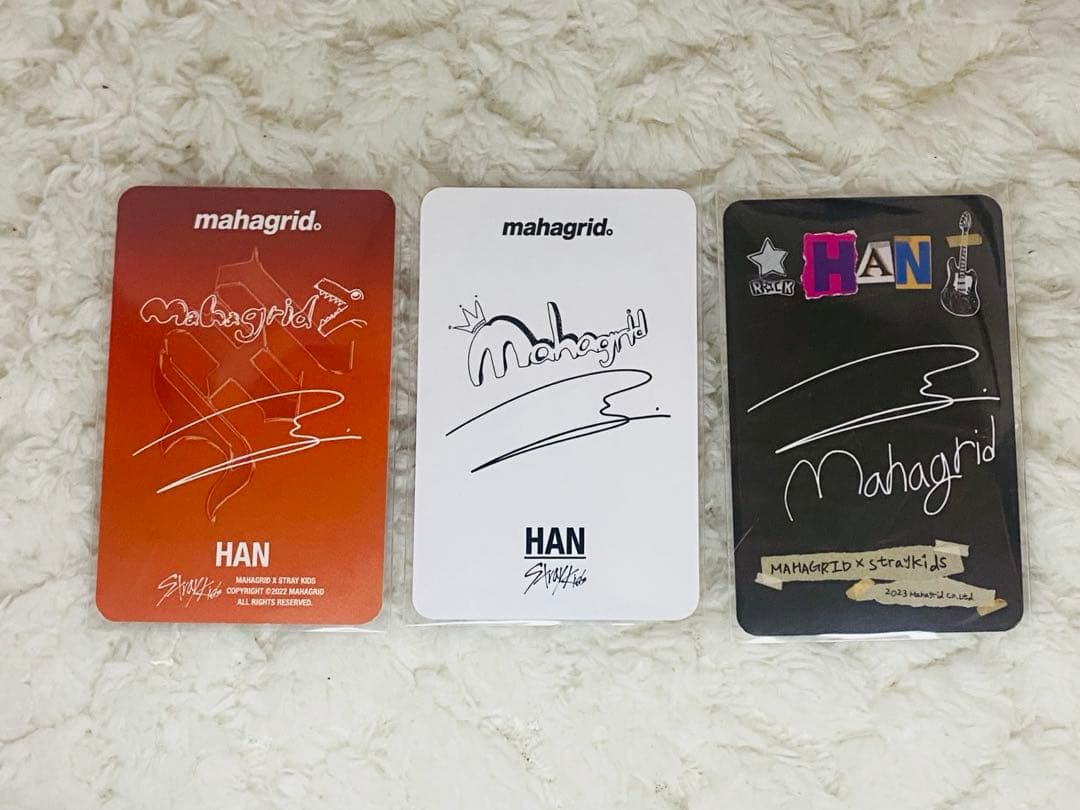 mahagrid
Mahagrid
HAN
Stray Kids
MAHAGRID X STRAY KIDS
COPYRIGHT ©2022 MAHAGRID
ALL RIGHTS RESERVED.
mahagrid
Mahagrid
HAN
Stray Kids
ROCK
HAN
Mahagrid
MAHAGRID × straykids
2023 Mahagrid Co,Ltd